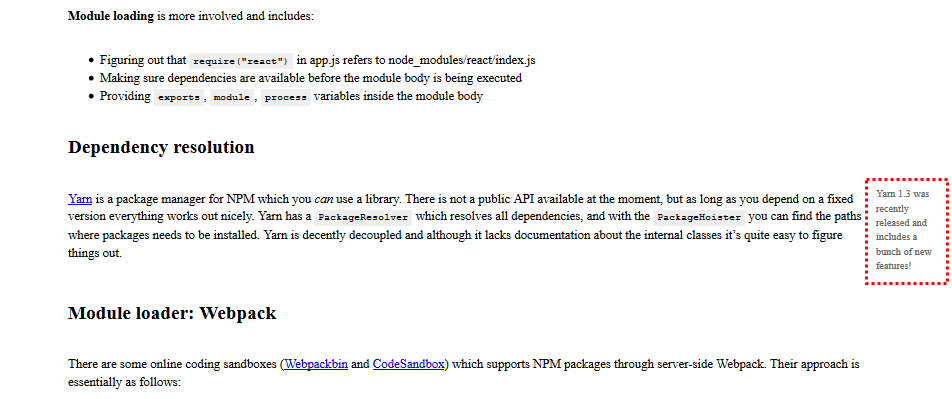 Module loading is more involved and includes:
• Figuring out that require("react") in app.js refers to node_modules/react/index.js
• Making sure dependencies are available before the module body is being executed
• Providing exports, module, process variables inside the module body
Dependency resolution
Yarn is a package manager for NPM which you can use a library. There is not a public API available at the moment, but as long as you depend on a fixed
version everything works out nicely. Yarn has a PackageResolver which resolves all dependencies, and with the PackageHoister you can find the paths
where packages needs to be installed. Yarn is decently decoupled and although it lacks documentation about the internal classes it’s quite easy to figure
things out.
Yarn 1.3 was
recently
released and
includes a
bunch of new
features!
Module loader: Webpack
There are some online coding sandboxes (Webpackbin and CodeSandbox) which supports NPM packages through server-side Webpack. Their approach is
essentially as follows: